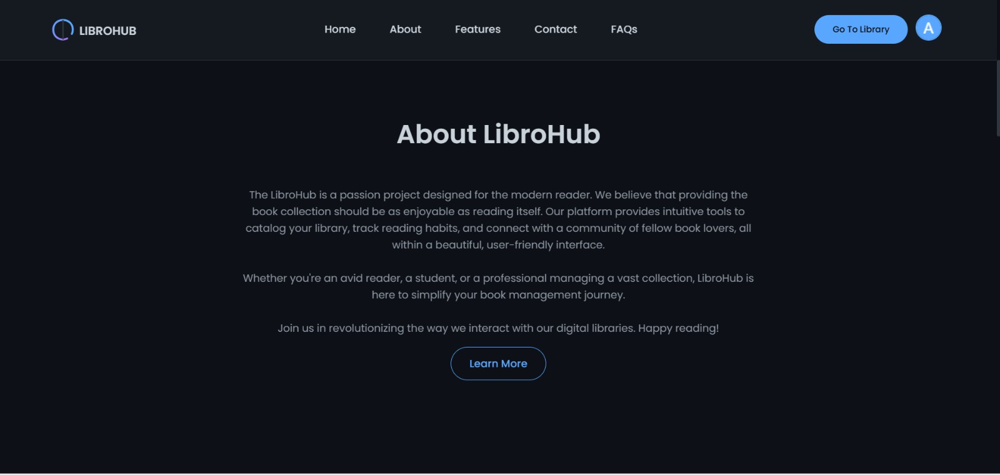 LIBROHUB
Home
About
Features
Contact
FAQs
Go To Library
A
About LibroHub
The LibroHub is a passion project designed for the modern reader. We believe that providing the
book collection should be as enjoyable as reading itself. Our platform provides intuitive tools to
catalog your library, track reading habits, and connect with a community of fellow book lovers, all
within a beautiful, user-friendly interface.
Whether you're an avid reader, a student, or a professional managing a vast collection, LibroHub is
here to simplify your book management journey.
Join us in revolutionizing the way we interact with our digital libraries. Happy reading!
Learn More